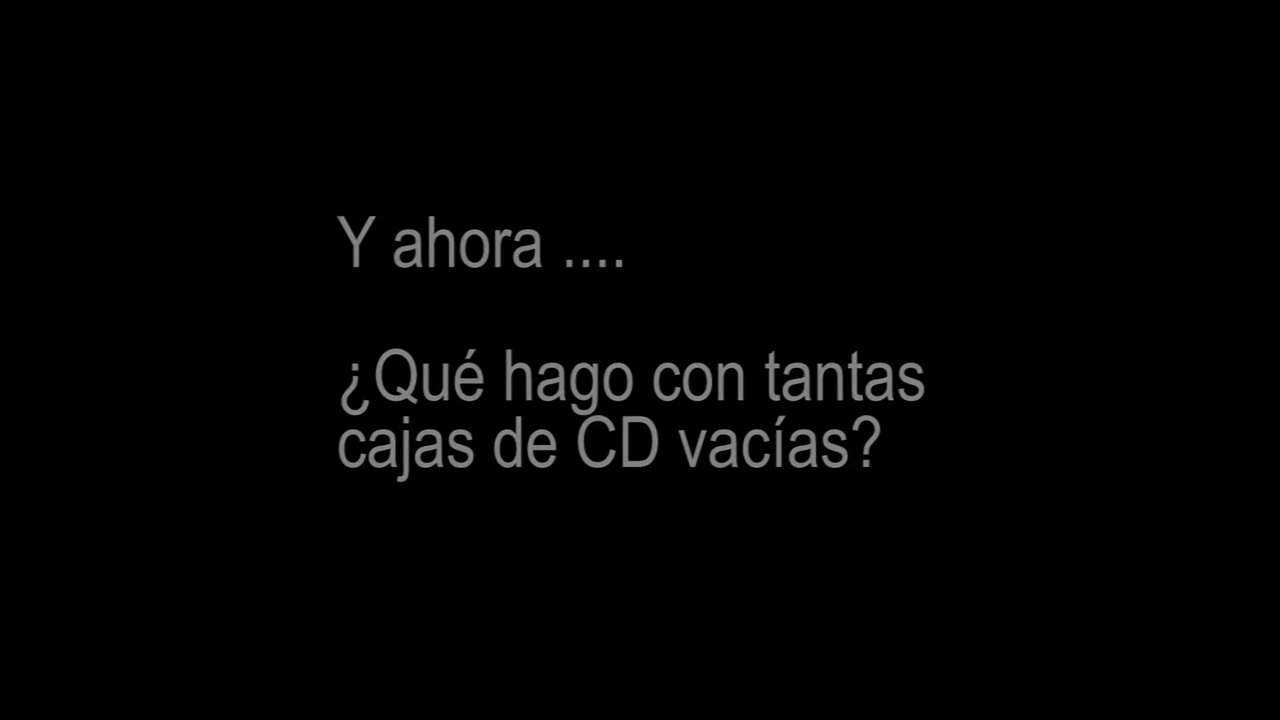 Y ahora ....
¿Qué hago con tantas
cajas de CD vacías?